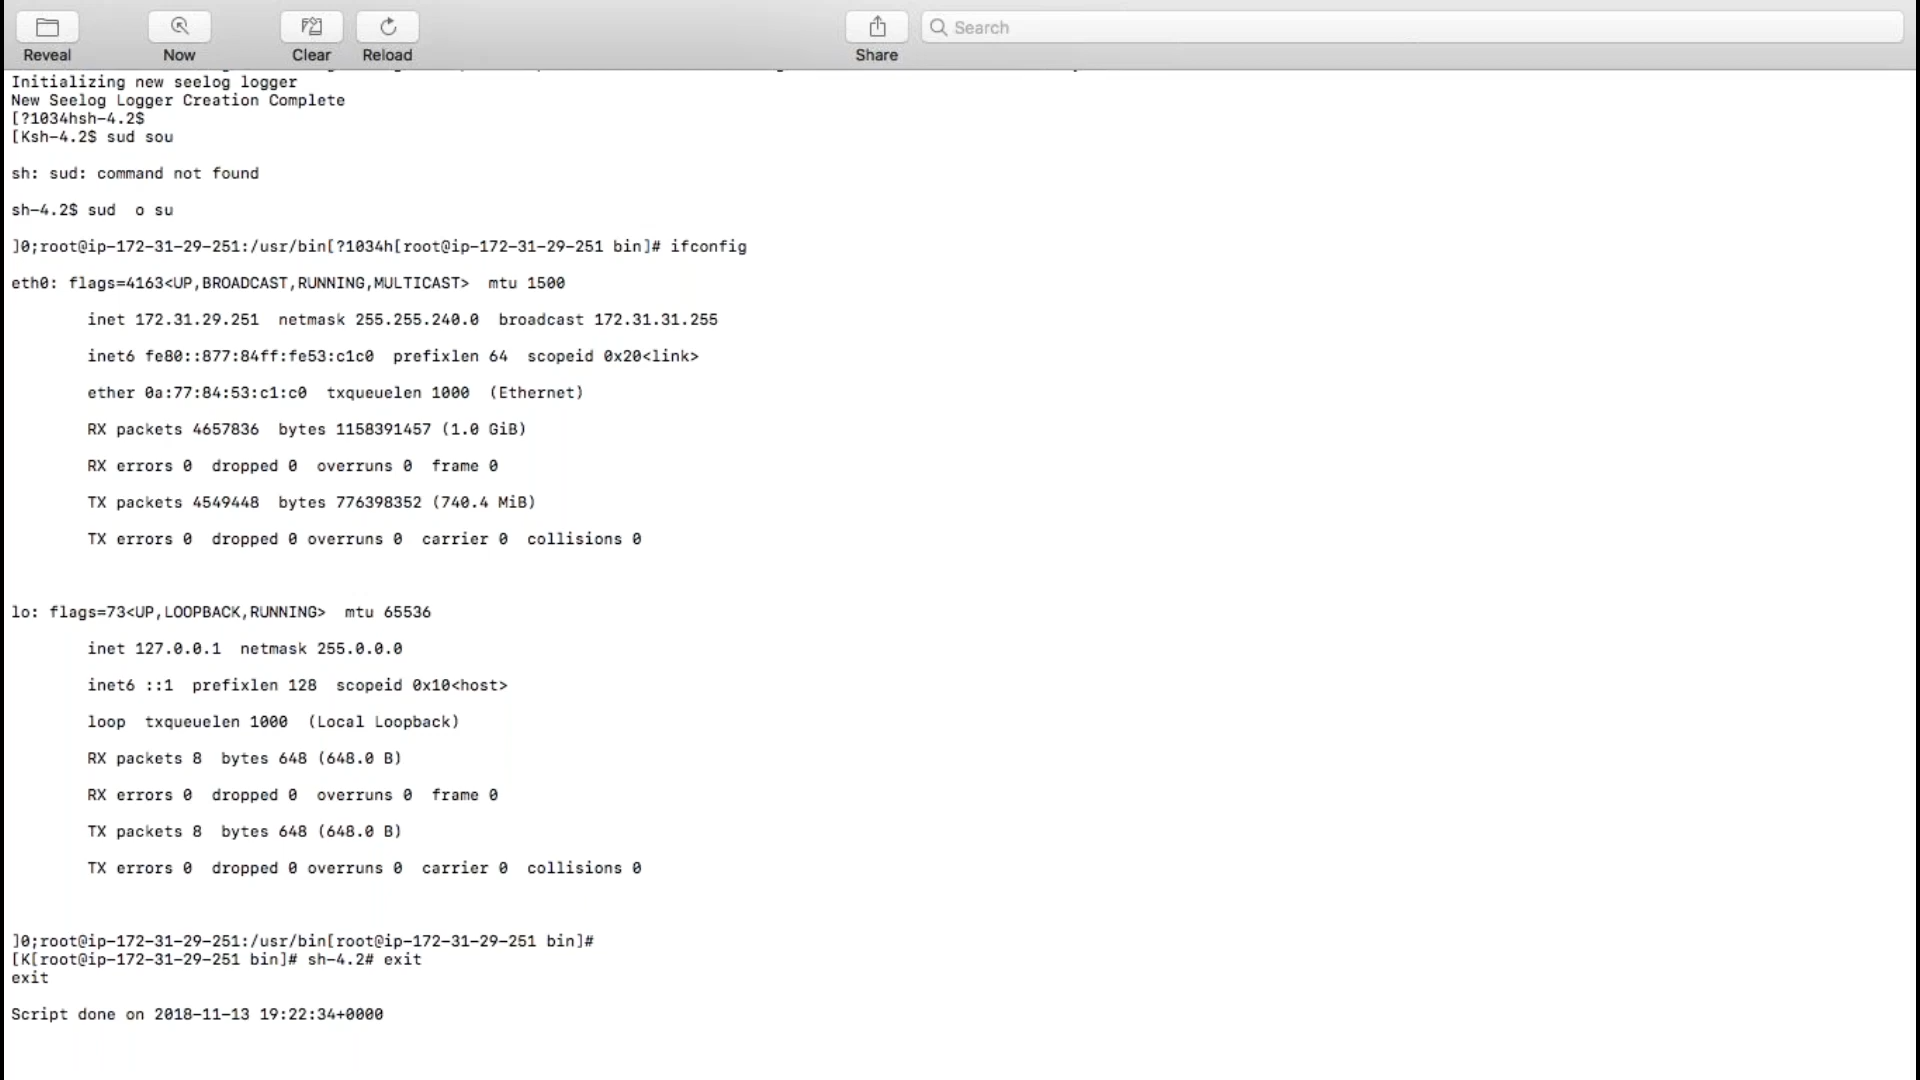 Reveal
Now
Clear
Reload
Share
Search
Initializing new seelog logger
New Seelog Logger Creation Complete
[?1034hsh-4.2$
[Ksh-4.2$ sud sou
sh: sud: command not found
sh-4.2$ sud  o su
]0;root@ip-172-31-29-251:/usr/bin[?1034h[root@ip-172-31-29-251 bin]# ifconfig
eth0: flags=4163<UP,BROADCAST,RUNNING,MULTICAST>  mtu 1500
inet 172.31.29.251  netmask 255.255.240.0  broadcast 172.31.31.255
inet6 fe80::877:84ff:fe53:c1c0  prefixlen 64  scopeid 0x20<link>
ether 0a:77:84:53:c1:c0  txqueuelen 1000  (Ethernet)
RX packets 4657836  bytes 1158391457 (1.0 GiB)
RX errors 0  dropped 0  overruns 0  frame 0
TX packets 4549448  bytes 776398352 (740.4 MiB)
TX errors 0  dropped 0 overruns 0  carrier 0  collisions 0
lo: flags=73<UP,LOOPBACK,RUNNING>  mtu 65536
inet 127.0.0.1  netmask 255.0.0.0
inet6 ::1  prefixlen 128  scopeid 0x10<host>
loop  txqueuelen 1000  (Local Loopback)
RX packets 8  bytes 648 (648.0 B)
RX errors 0  dropped 0  overruns 0  frame 0
TX packets 8  bytes 648 (648.0 B)
TX errors 0  dropped 0 overruns 0  carrier 0  collisions 0
]0;root@ip-172-31-29-251:/usr/bin[root@ip-172-31-29-251 bin]#
[K[root@ip-172-31-29-251 bin]# sh-4.2# exit
exit
Script done on 2018-11-13 19:22:34+0000